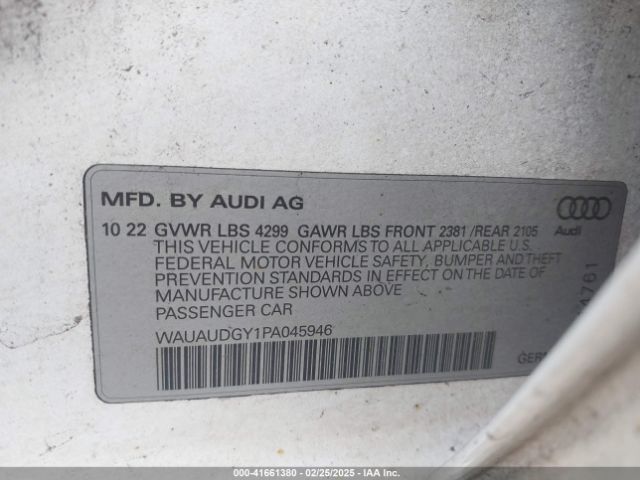 MFD. BY AUDI AG
10 22 GVWR LBS 4299 GAWR LBS FRONT 2381 /REAR 2105
THIS VEHICLE CONFORMS TO ALL APPLICABLE U.S.
FEDERAL MOTOR VEHICLE SAFETY, BUMPER AND THEFT
PREVENTION STANDARDS IN EFFECT ON THE DATE OF
MANUFACTURE SHOWN ABOVE
PASSENGER CAR
WAUAUDGY1PA045946
Audi
000-41661380 - 02/25/2025 - IAA Inc.